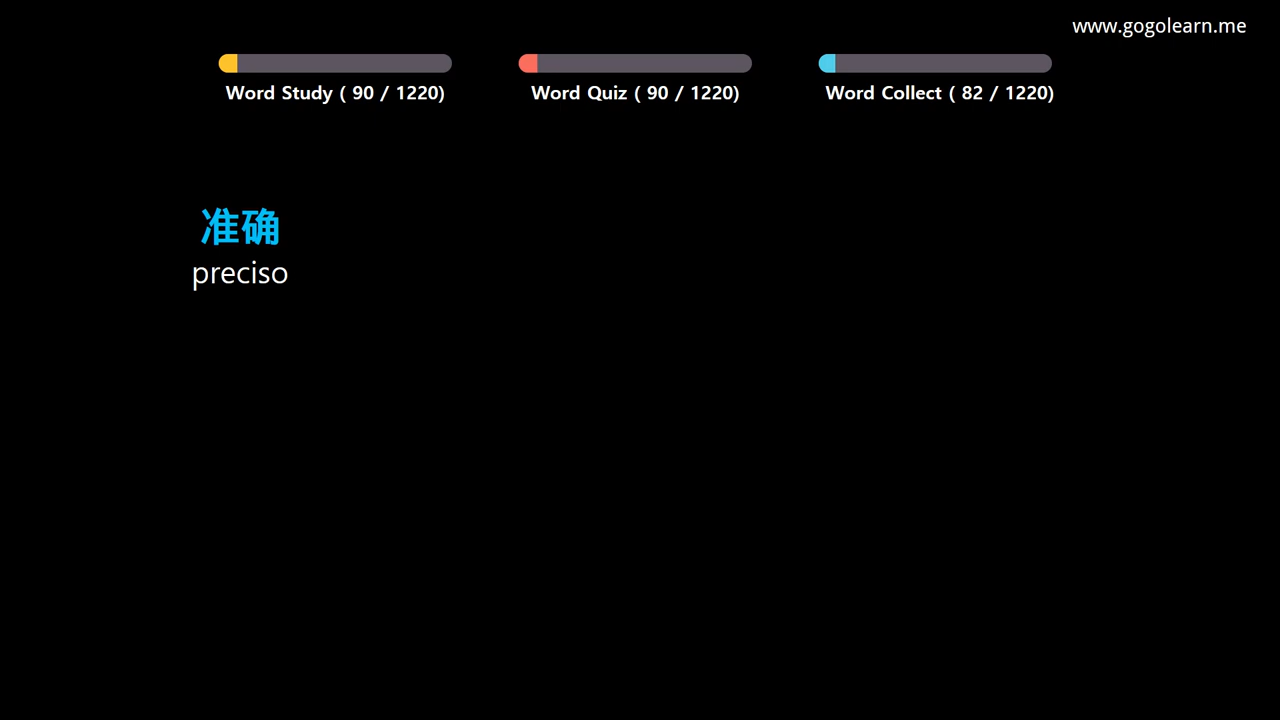 www.gogolearn.me
Word Study ( 90 / 1220)
Word Quiz ( 90 / 1220)
Word Collect ( 82 / 1220)
准确
preciso